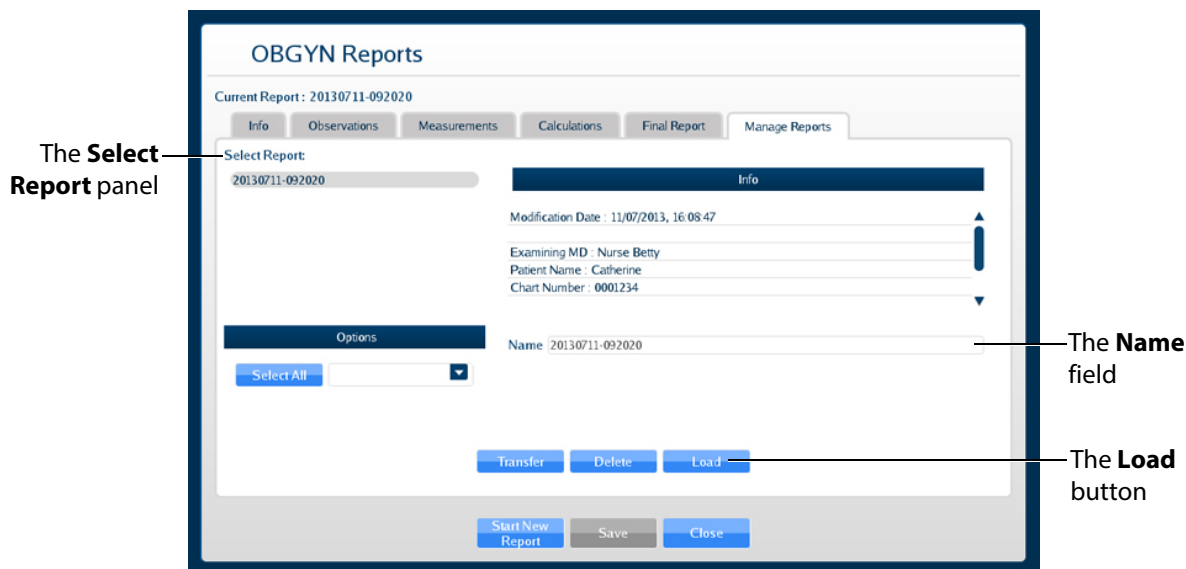 OBGYN Reports
Current Report : 20130711-092020
Info Observations Measurements Calculations Final Report Manage Reports
The Select
Report panel
Select Report:
20130711-092020
Info
Modification Date : 11/07/2013, 16:08:47
Examining MD : Nurse Betty
Patient Name : Catherine
Chart Number : 0001234
Options
Name 20130711-092020
The Name
field
Select All
Transfer Delete Load
The Load
button
Start New
Report
Save Close